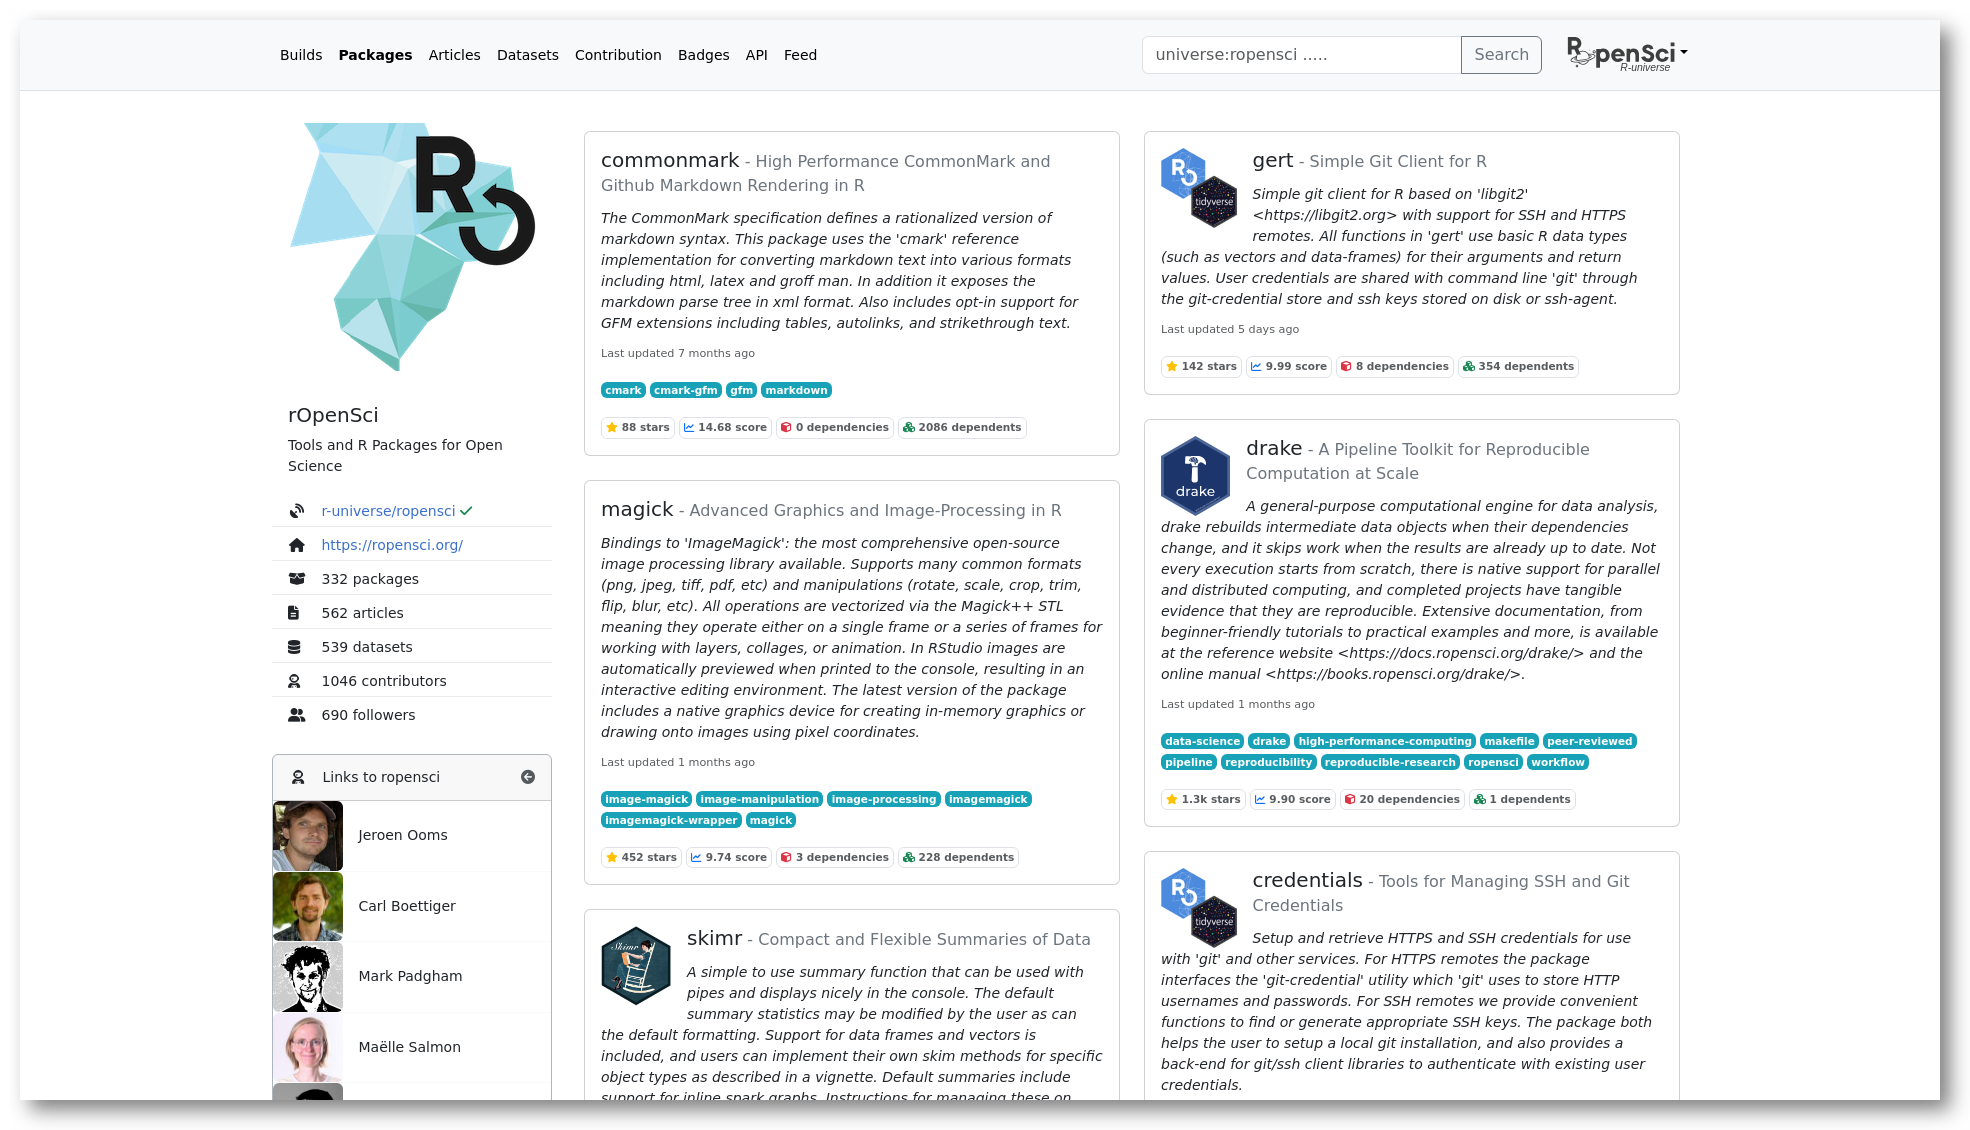 Builds Packages Articles Datasets Contribution Badges API Feed
universe:ropensci ..... Search
ROpenSci
R-universe
rOpenSci
Tools and R Packages for Open
Science
r-universe/ropensci
https://ropensci.org/
332 packages
562 articles
539 datasets
1046 contributors
690 followers
Links to ropensci
Jeroen Ooms
Carl Boettiger
Mark Padgham
Maëlle Salmon
commonmark - High Performance CommonMark and
Github Markdown Rendering in R
The CommonMark specification defines a rationalized version of
markdown syntax. This package uses the 'cmark' reference
implementation for converting markdown text into various formats
including html, latex and groff man. In addition it exposes the
markdown parse tree in xml format. Also includes opt-in support for
GFM extensions including tables, autolinks, and strikethrough text.
Last updated 7 months ago
cmark cmark-gfm gfm markdown
88 stars 14.68 score 0 dependencies 2086 dependents
magick - Advanced Graphics and Image-Processing in R
Bindings to 'ImageMagick': the most comprehensive open-source
image processing library available. Supports many common formats
(png, jpeg, tiff, pdf, etc) and manipulations (rotate, scale, crop, trim,
flip, blur, etc). All operations are vectorized via the Magick++ STL
meaning they operate either on a single frame or a series of frames for
working with layers, collages, or animation. In RStudio images are
automatically previewed when printed to the console, resulting in an
interactive editing environment. The latest version of the package
includes a native graphics device for creating in-memory graphics or
drawing onto images using pixel coordinates.
Last updated 1 months ago
image-magick image-manipulation image-processing imagemagick
imagemagick-wrapper magick
452 stars 9.74 score 3 dependencies 228 dependents
Skimr
skimr - Compact and Flexible Summaries of Data
A simple to use summary function that can be used with
pipes and displays nicely in the console. The default
summary statistics may be modified by the user as can
the default formatting. Support for data frames and vectors is
included, and users can implement their own skim methods for specific
object types as described in a vignette. Default summaries include
support for inline spark graphs. Instructions for managing these on
tidyverse
gert - Simple Git Client for R
Simple git client for R based on 'libgit2'
<https://libgit2.org> with support for SSH and HTTPS
remotes. All functions in 'gert' use basic R data types
(such as vectors and data-frames) for their arguments and return
values. User credentials are shared with command line 'git' through
the git-credential store and ssh keys stored on disk or ssh-agent.
Last updated 5 days ago
142 stars 9.99 score 8 dependencies 354 dependents
drake
drake - A Pipeline Toolkit for Reproducible
Computation at Scale
A general-purpose computational engine for data analysis,
drake rebuilds intermediate data objects when their dependencies
change, and it skips work when the results are already up to date. Not
every execution starts from scratch, there is native support for parallel
and distributed computing, and completed projects have tangible
evidence that they are reproducible. Extensive documentation, from
beginner-friendly tutorials to practical examples and more, is available
at the reference website <https://docs.ropensci.org/drake/> and the
online manual <https://books.ropensci.org/drake/>.
Last updated 1 months ago
data-science drake high-performance-computing makefile peer-reviewed
pipeline reproducibility reproducible-research ropensci workflow
1.3k stars 9.90 score 20 dependencies 1 dependents
tidyverse
credentials - Tools for Managing SSH and Git
Credentials
Setup and retrieve HTTPS and SSH credentials for use
with 'git' and other services. For HTTPS remotes the package
interfaces the 'git-credential' utility which 'git' uses to store HTTP
usernames and passwords. For SSH remotes we provide convenient
functions to find or generate appropriate SSH keys. The package both
helps the user to setup a local git installation, and also provides a
back-end for git/ssh client libraries to authenticate with existing user
credentials.